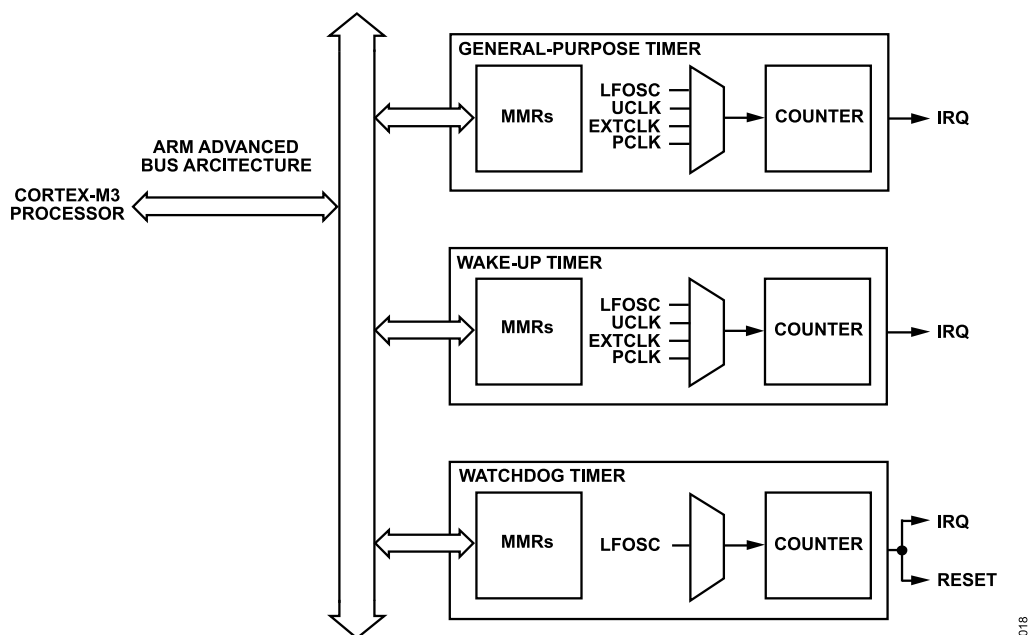 GENERAL-PURPOSE TIMER
MMRs
LFOSC
UCLK
EXTCLK
PCLK
COUNTER
IRQ
ARM ADVANCED
BUS ARCITECTURE
CORTEX-M3
PROCESSOR
WAKE-UP TIMER
MMRs
LFOSC
UCLK
EXTCLK
PCLK
COUNTER
IRQ
WATCHDOG TIMER
MMRs
LFOSC
COUNTER
IRQ
RESET
018